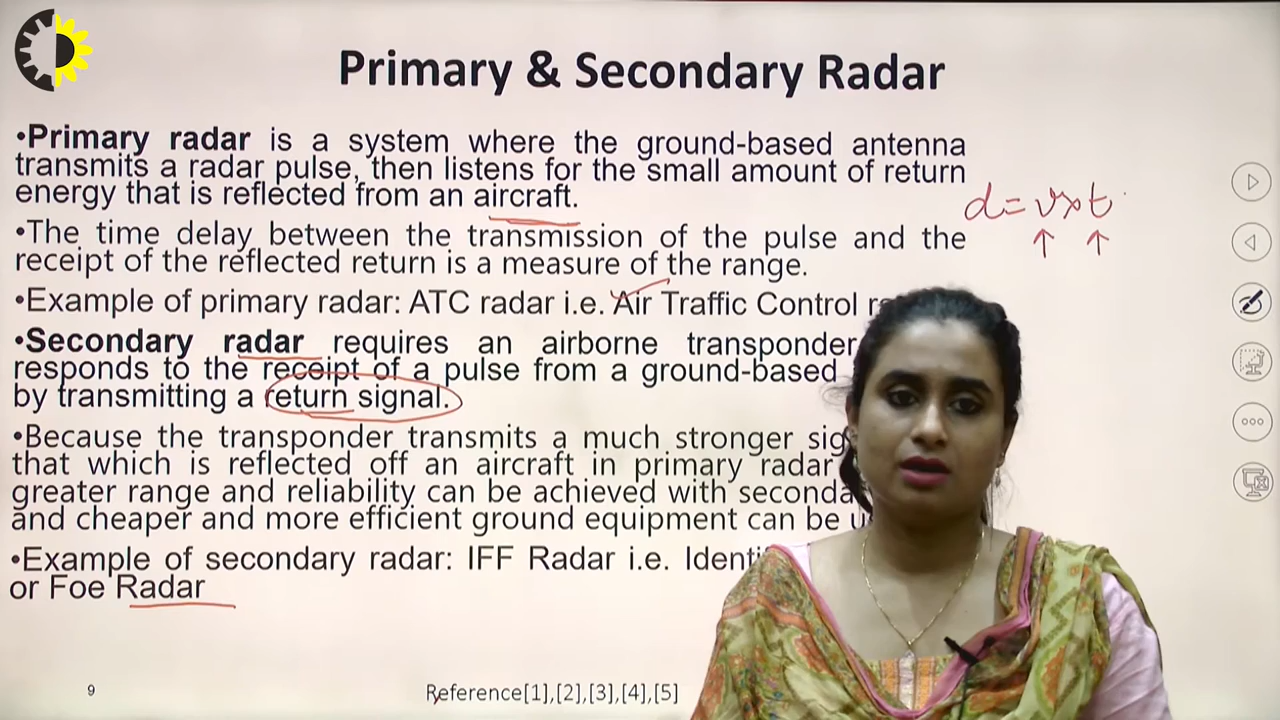 Primary & Secondary Radar
•Primary radar is a system where the ground-based antenna
transmits a radar pulse, then listens for the small amount of return
energy that is reflected from an aircraft.
d = v × t
•The time delay between the transmission of the pulse and the
receipt of the reflected return is a measure of the range.
•Example of primary radar: ATC radar i.e. Air Traffic Control
•Secondary radar requires an airborne transponder
responds to the receipt of a pulse from a ground-based
by transmitting a return signal.
•Because the transponder transmits a much stronger
that which is reflected off an aircraft in primary radar
greater range and reliability can be achieved with
and cheaper and more efficient ground equipment can be
•Example of secondary radar: IFF Radar i.e.
or Foe Radar
9
Reference[1],[2],[3],[4],[5]